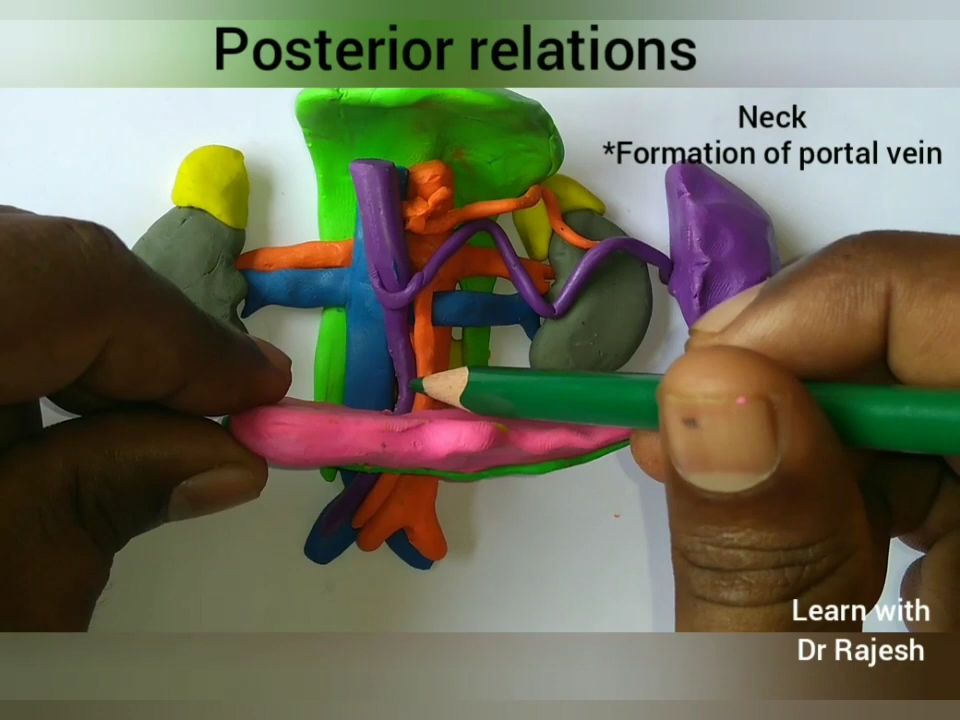 Posterior relations
Neck
*Formation of portal vein
Learn with
Dr Rajesh